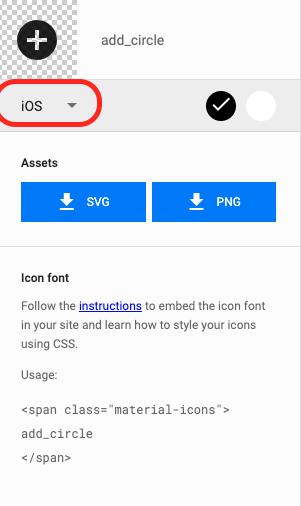 add_circle
iOS
Assets
SVG
PNG
Icon font
Follow the instructions to embed the icon font
in your site and learn how to style your icons
using CSS.
Usage:
<span class="material-icons">
add_circle
</span>